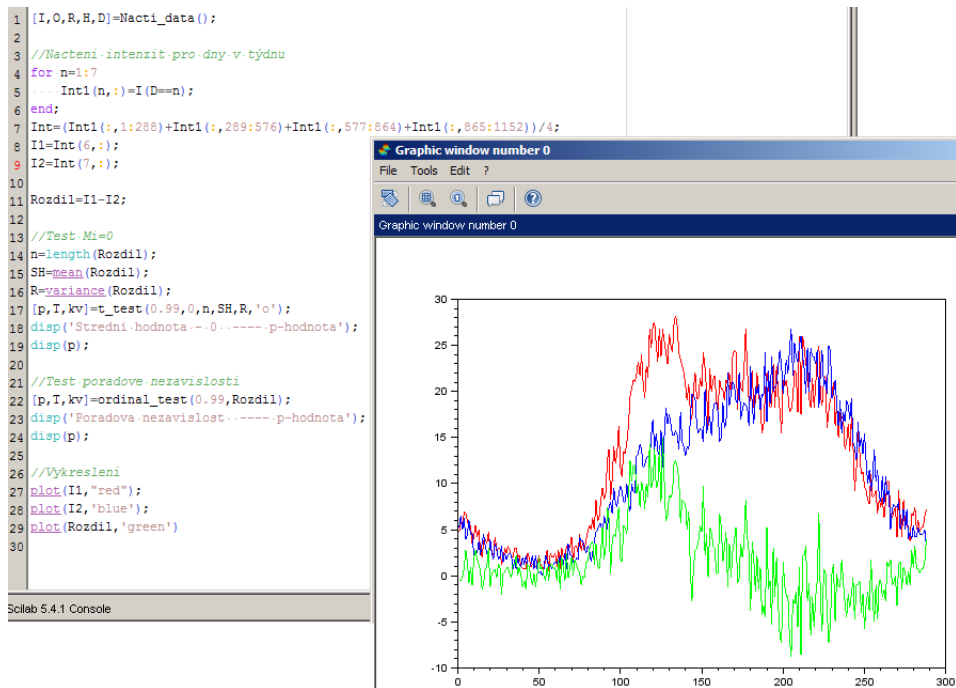 1 [I,O,R,H,D]=Nacti_data();
2
3 //Nacteni intenzit pro dny v týdnu
4 for n=1:7
5 Int1(n,:)=I(D==n);
6 end;
7 Int=(Int1(:,1:288)+Int1(:,289:576)+Int1(:,577:864)+Int1(:,865:1152))/4;
8 I1=Int(6,:);
9 I2=Int(7,:);
10
11 Rozdil=I1-I2;
12
13 //Test Mi=0
14 n=length(Rozdil);
15 SH=mean(Rozdil);
16 R=variance(Rozdil);
17 [p,T,kv]=t_test(0.99,0,n,SH,R,'o');
18 disp('Stredni hodnota - 0 ---- p-hodnota');
19 disp(p);
20
21 //Test poradove nezavislosti
22 [p,T,kv]=ordinal_test(0.99,Rozdil);
23 disp('Poradova nezavislost ---- p-hodnota');
24 disp(p);
25
26 //Vykresleni
27 plot(I1,"red");
28 plot(I2,'blue');
29 plot(Rozdil,'green')
30
Scilab 5.4.1 Console
Graphic window number 0
File Tools Edit ?
Graphic window number 0
30
25
20
15
10
5
0
-5
-10
0 50 100 150 200 250 300